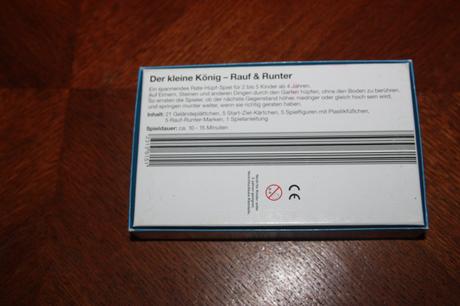 Der kleine König – Rauf & Runter
Ein spannendes Rate-Hüpf-Spiel für 2 bis 5 Kinder ab 4 Jahren.
Auf Eimern, Steinen und anderen Dingen durch den Garten hüpfen, ohne den Boden zu berühren.
So erraten die Spieler, ob der nächste Gegenstand höher, niedriger oder gleich hoch sein wird,
und springen munter weiter, wenn sie richtig geraten haben.
Inhalt: 21 Geländeplättchen, 5 Start-Ziel-Kärtchen, 5 Spielfiguren mit Plastikfüßchen,
5 Rauf-Runter-Marken, 1 Spielanleitung
Spieldauer: ca. 10 - 15 Minuten
CE